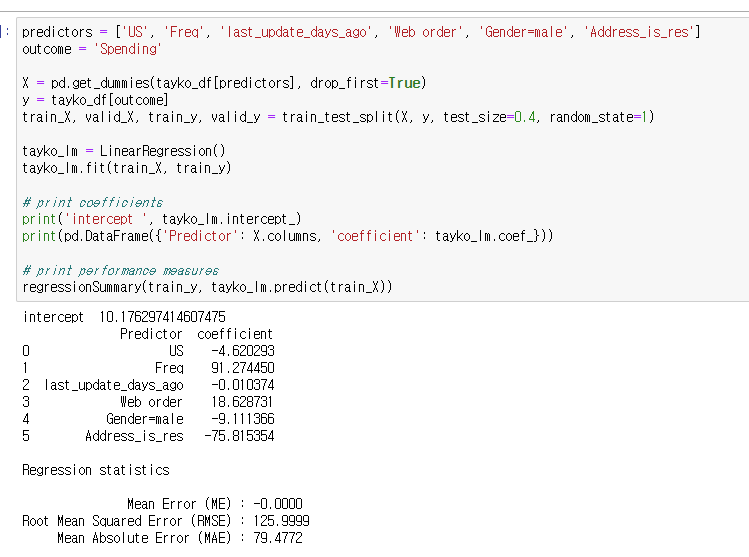 ]: predictors = ['US', 'Freq', 'last_update_days_ago', 'Web order', 'Gender=male', 'Address_is_res']
outcome = 'Spending'
X = pd.get_dummies(tayko_df[predictors], drop_first=True)
y = tayko_df[outcome]
train_X, valid_X, train_y, valid_y = train_test_split(X, y, test_size=0.4, random_state=1)
tayko_lm = LinearRegression()
tayko_lm.fit(train_X, train_y)
# print coefficients
print('intercept ', tayko_lm.intercept_)
print(pd.DataFrame({'Predictor': X.columns, 'coefficient': tayko_lm.coef_}))
# print performance measures
regressionSummary(train_y, tayko_lm.predict(train_X))
intercept  10.176297414607475
Predictor  coefficient
0 US -4.620293
1 Freq 91.274450
2 last_update_days_ago -0.010374
3 Web order 18.628731
4 Gender=male -9.111366
5 Address_is_res -75.815354
Regression statistics
Mean Error (ME) : -0.0000
Root Mean Squared Error (RMSE) : 125.9999
Mean Absolute Error (MAE) : 79.4772